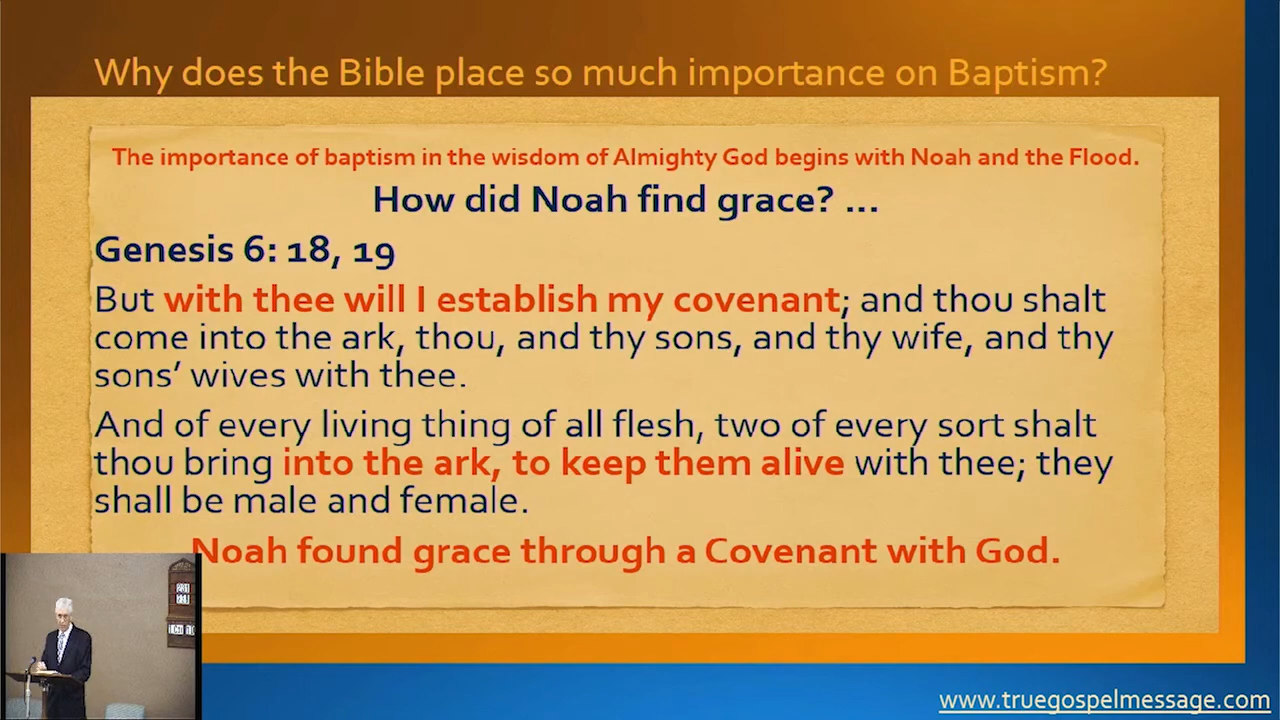 Why does the Bible place so much importance on Baptism?
The importance of baptism in the wisdom of Almighty God begins with Noah and the Flood.
How did Noah find grace? ...
Genesis 6: 18, 19
But with thee will I establish my covenant; and thou shalt
come into the ark, thou, and thy sons, and thy wife, and thy
sons’ wives with thee.
And of every living thing of all flesh, two of every sort shalt
thou bring into the ark, to keep them alive with thee; they
shall be male and female.
Noah found grace through a Covenant with God.
www.truegospelmessage.com